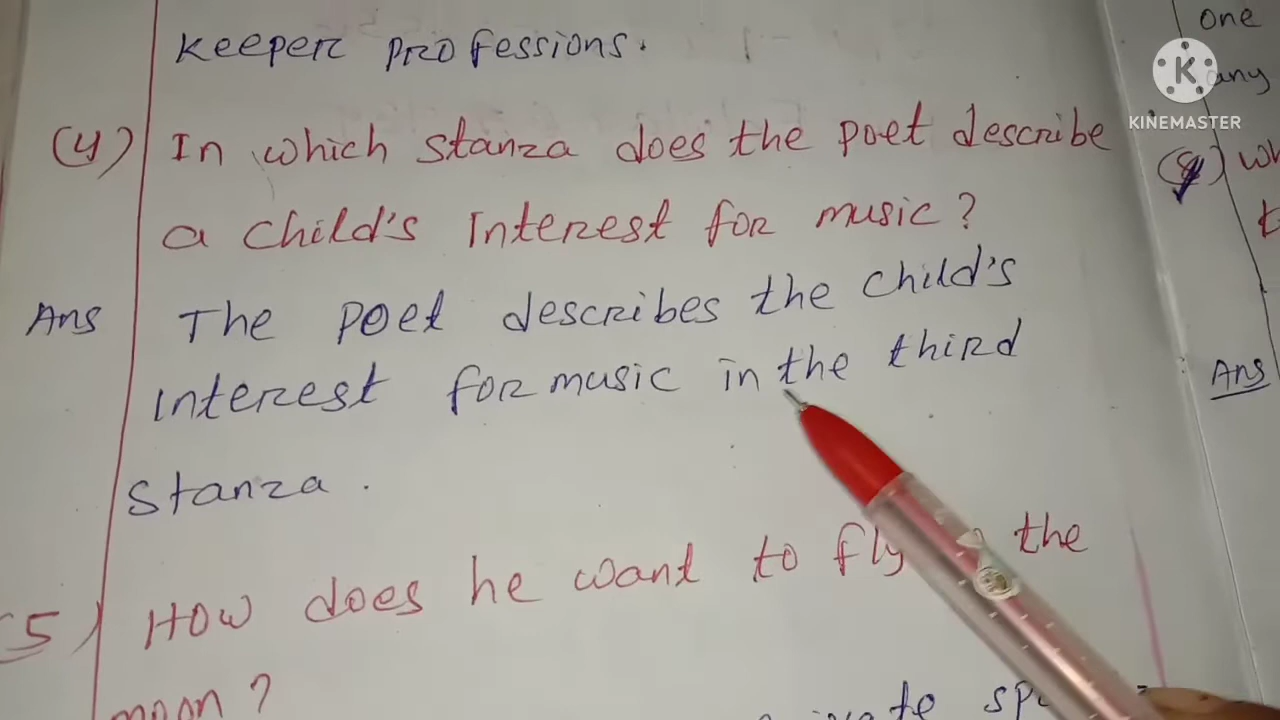 Keeper professions.
(4) In which stanza does the poet describe
a child's interest for music?
Ans The poet describes the child's
interest for music in the third
stanza.
(5) How does he want to fly the
moon?
one
any
KINEMASTER
Ans